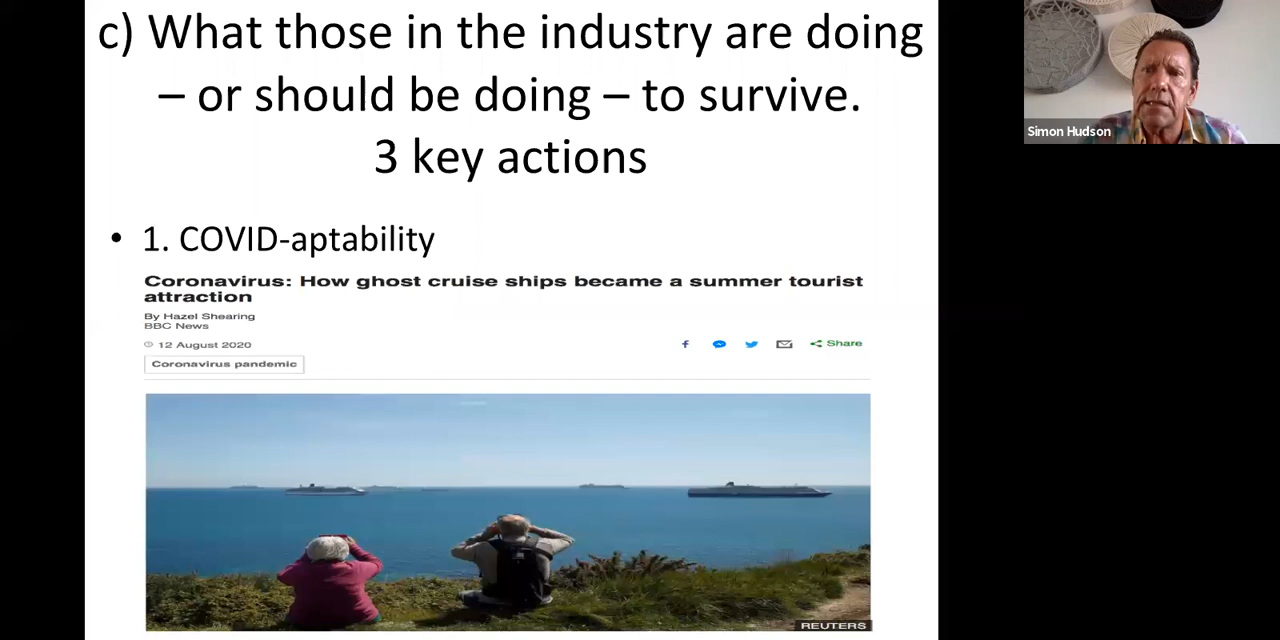 c) What those in the industry are doing
– or should be doing – to survive.
3 key actions
• 1. COVID-aptability
Coronavirus: How ghost cruise ships became a summer tourist
attraction
By Hazel Shearing
BBC News
12 August 2020
Share
Coronavirus pandemic
REUTERS
Simon Hudson